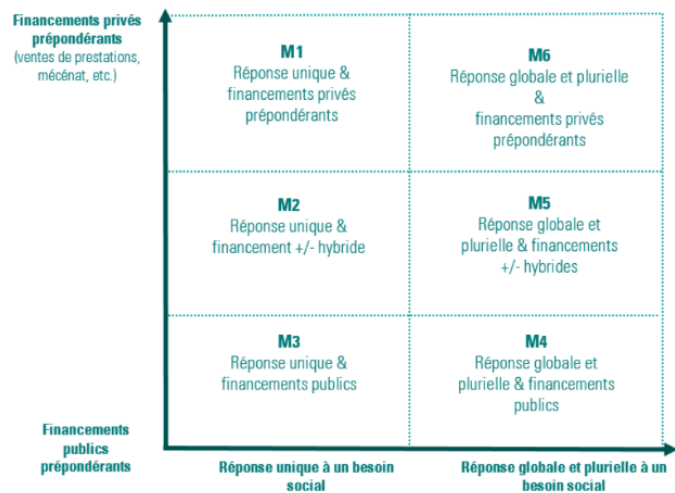 Financements privés
prépondérants
(ventes de prestations,
mécénat, etc.)
M1
Réponse unique &
financements privés
prépondérants
M6
Réponse globale et plurielle
&
financements privés
prépondérants
M2
Réponse unique &
financement +/- hybride
M5
Réponse globale et
plurielle & financements
+/- hybrides
M3
Réponse unique &
financements publics
M4
Réponse globale et
plurielle & financements
publics
Financements
publics
prépondérants
Réponse unique à un besoin
social
Réponse globale et plurielle à un
besoin social